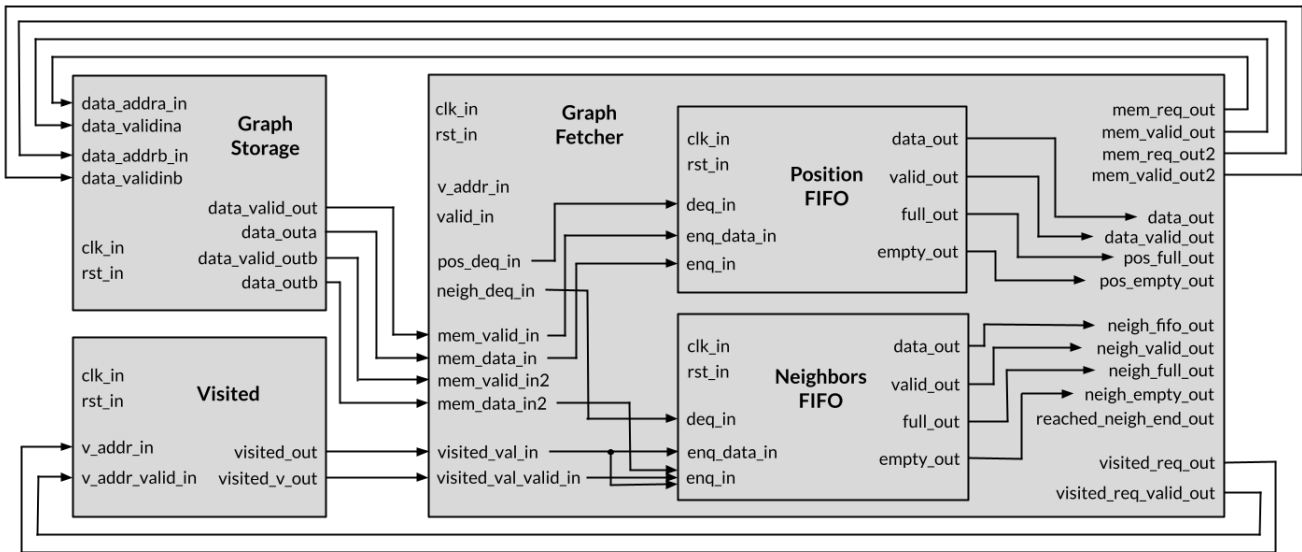 data_addra_in
data_validina
data_addrb_in
data_validinb
Graph
Storage
data_valid_out
data_outa
data_valid_outb
data_outb
clk_in
rst_in
clk_in
rst_in
Visited
v_addr_in
v_addr_valid_in
visited_out
visited_v_out
clk_in
rst_in
Graph
Fetcher
v_addr_in
valid_in
pos_deq_in
neigh_deq_in
mem_valid_in
mem_data_in
mem_valid_in2
mem_data_in2
visited_val_in
visited_val_valid_in
clk_in
rst_in
Position
FIFO
deq_in
enq_data_in
enq_in
data_out
valid_out
full_out
empty_out
clk_in
rst_in
Neighbors
FIFO
deq_in
enq_data_in
enq_in
data_out
valid_out
full_out
empty_out
mem_req_out
mem_valid_out
mem_req_out2
mem_valid_out2
data_out
data_valid_out
pos_full_out
pos_empty_out
neigh_fifo_out
neigh_valid_out
neigh_full_out
neigh_empty_out
reached_neigh_end_out
visited_req_out
visited_req_valid_out